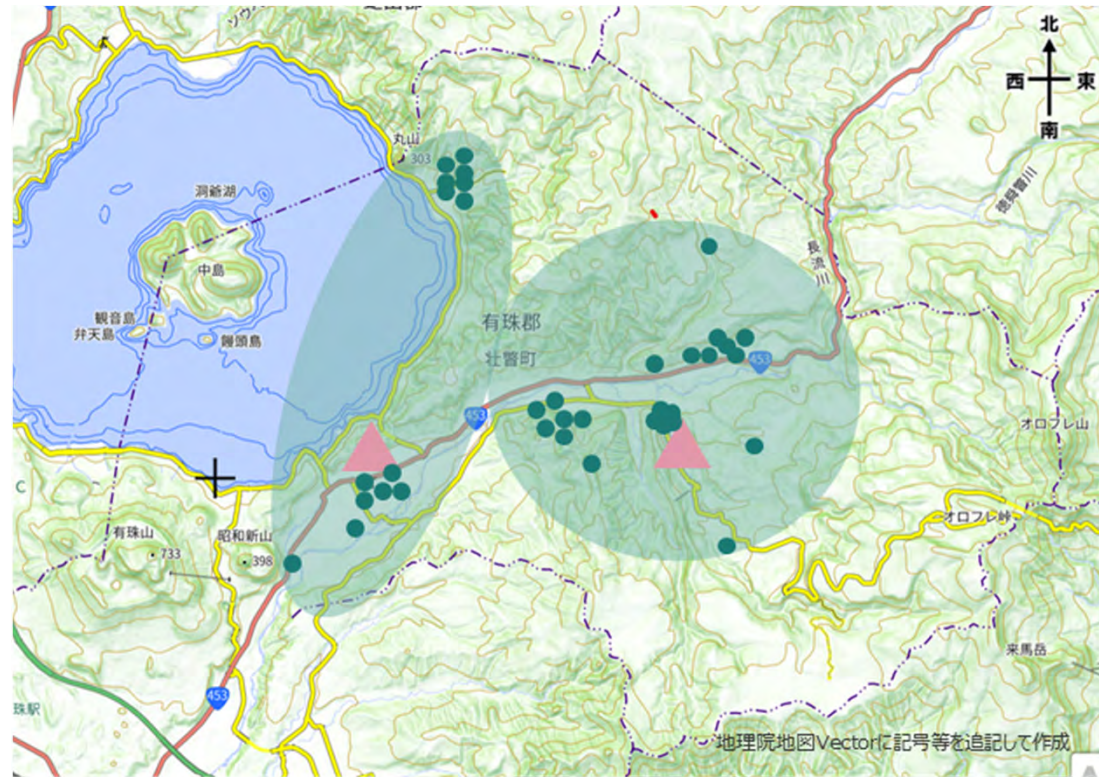 北
西 東
南
丸山
303
洞爺湖
中島
観音島
弁天島
饅頭島
徳舜瞥川
長流川
有珠郡
壮瞥町
453
453
オロフレ山
C
有珠山
733
昭和新山
398
オロフレ峠
来馬岳
珠駅
453
地理院地図Vectorに記号等を追記して作成